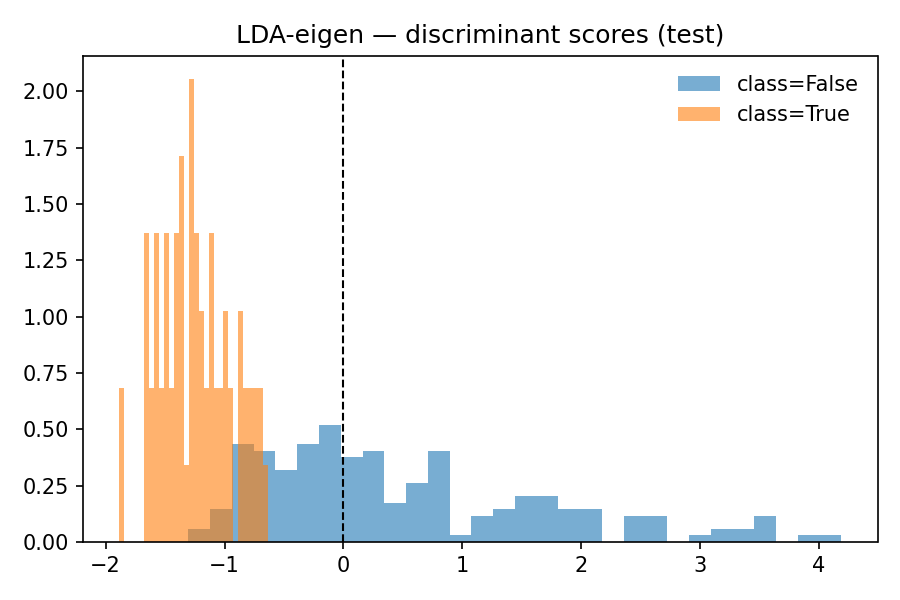 LDA-eigen — discriminant scores (test)
class=False
class=True
2.00
1.75
1.50
1.25
1.00
0.75
0.50
0.25
0.00
−2 −1 0 1 2 3 4